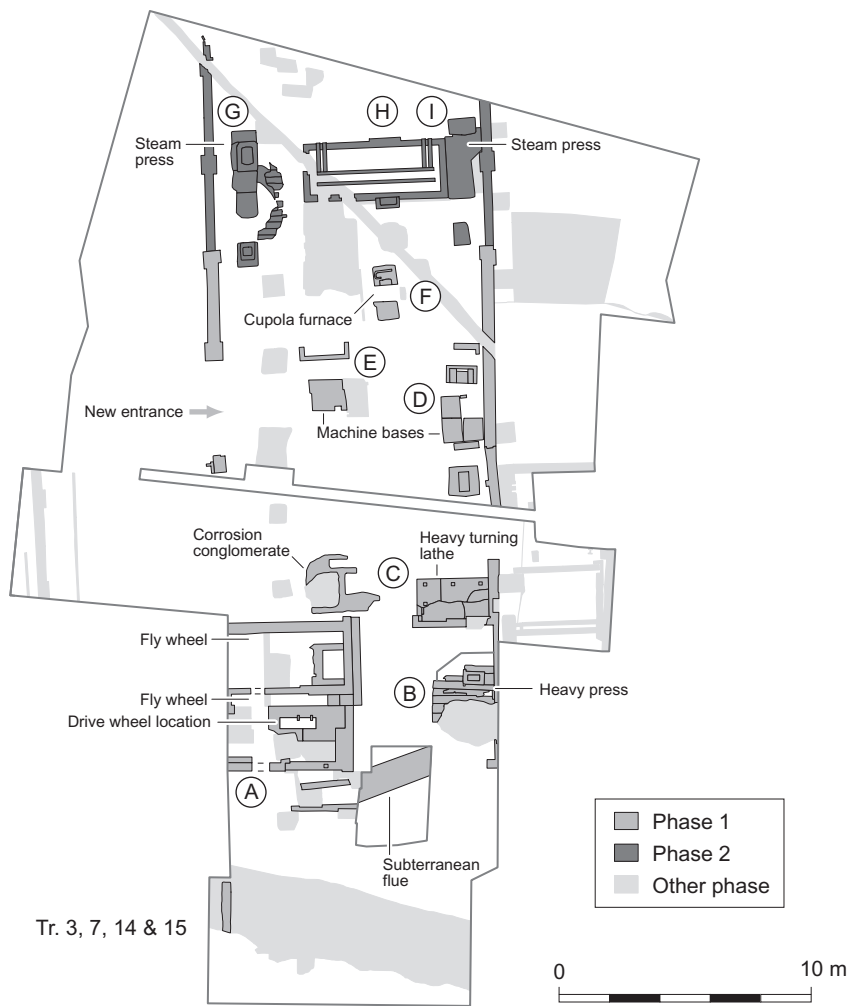 G
H
I
Steam
press
Steam press
F
Cupola furnace
E
D
New entrance
Machine bases
Corrosion
conglomerate
Heavy turning
lathe
C
Fly wheel
Fly wheel
B
Heavy press
Drive wheel location
A
Subterranean
flue
Phase 1
Phase 2
Other phase
Tr. 3, 7, 14 & 15
0
10 m